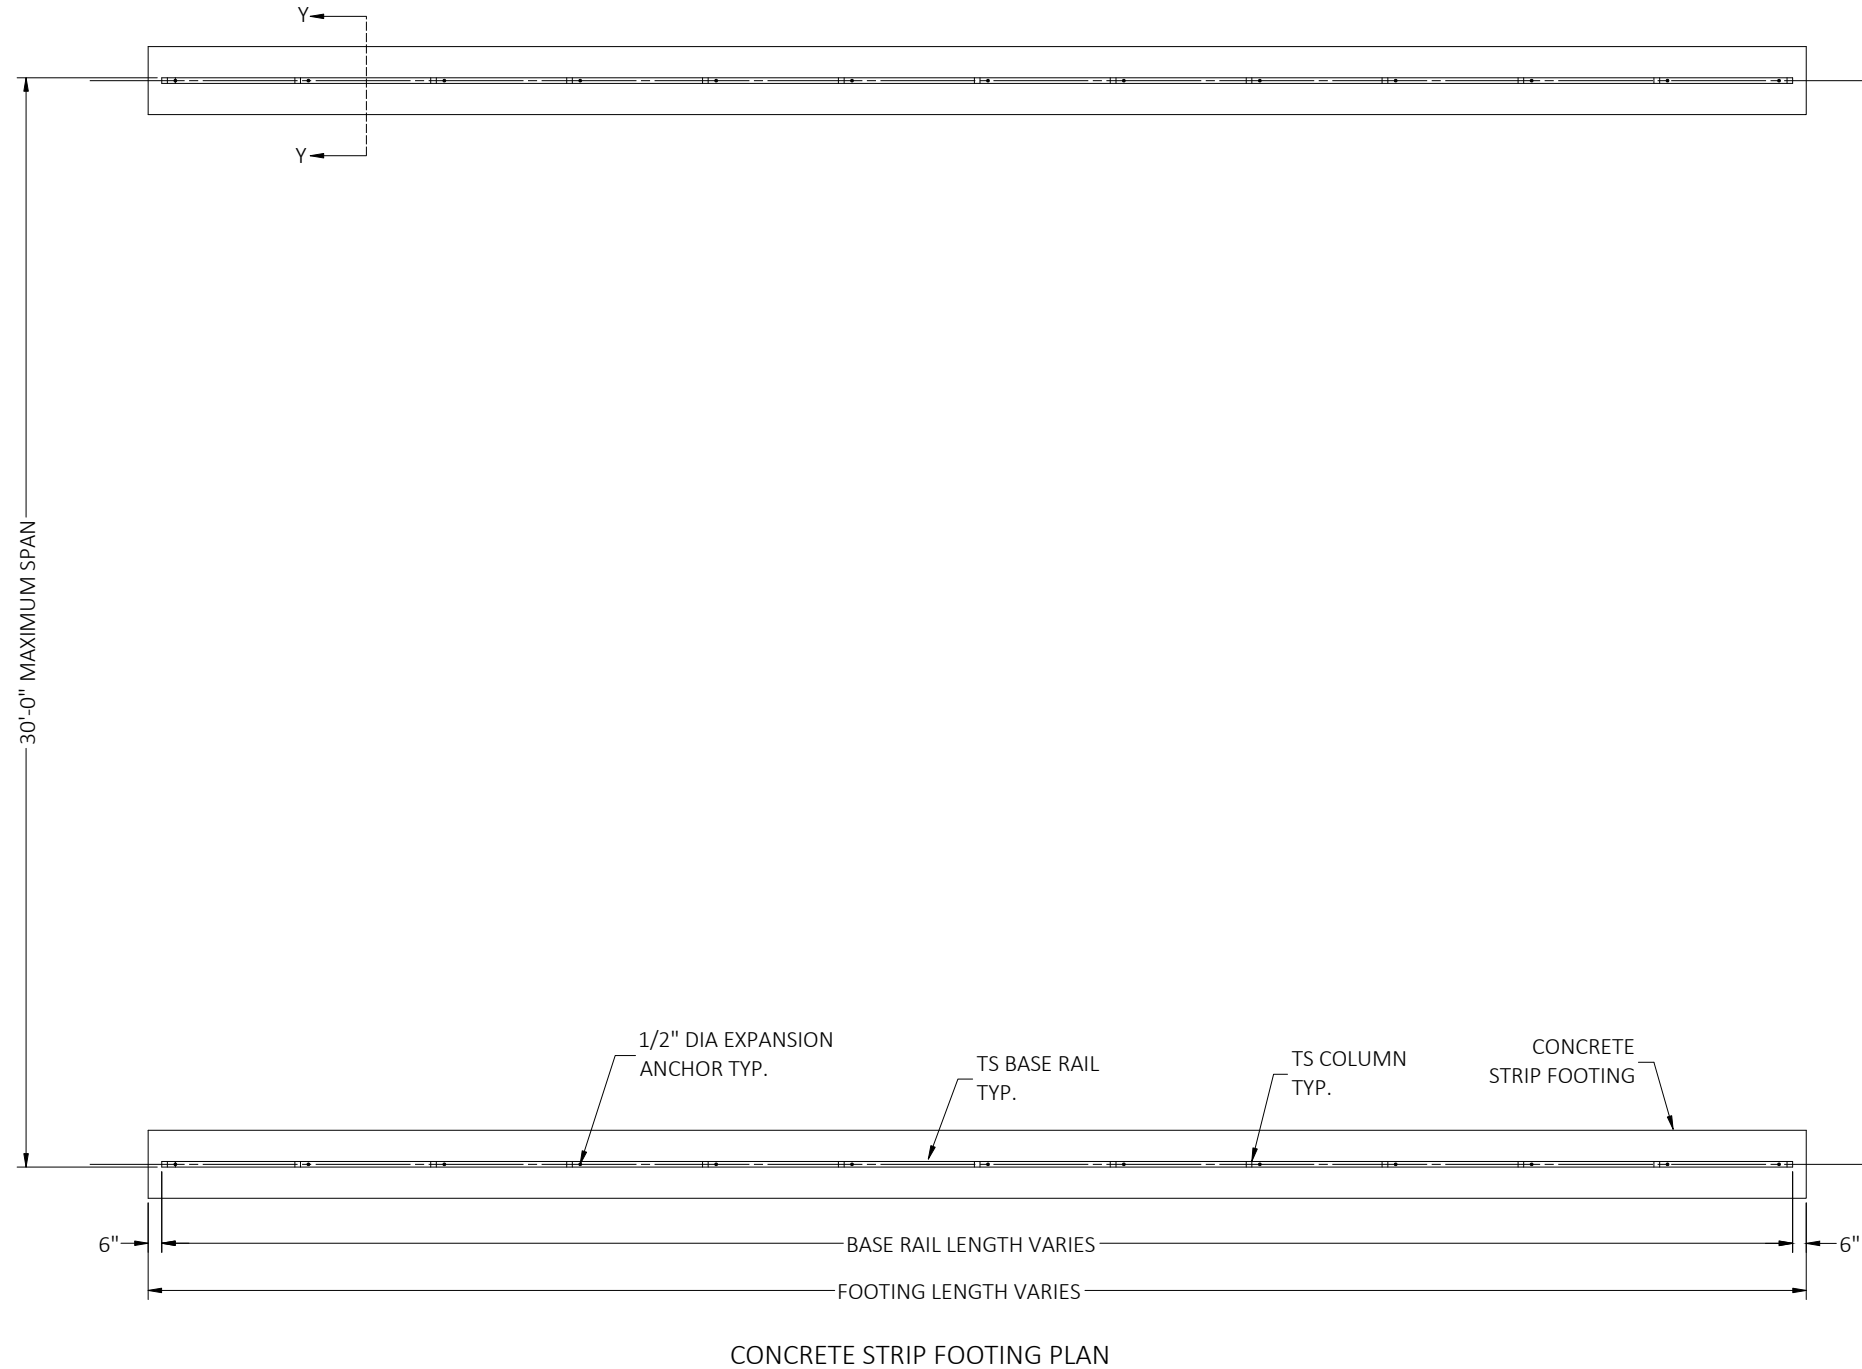 Y
Y
30'-0" MAXIMUM SPAN
1/2" DIA EXPANSION
ANCHOR TYP.
TS BASE RAIL
TYP.
TS COLUMN
TYP.
CONCRETE
STRIP FOOTING
6"
BASE RAIL LENGTH VARIES
6"
FOOTING LENGTH VARIES
CONCRETE STRIP FOOTING PLAN